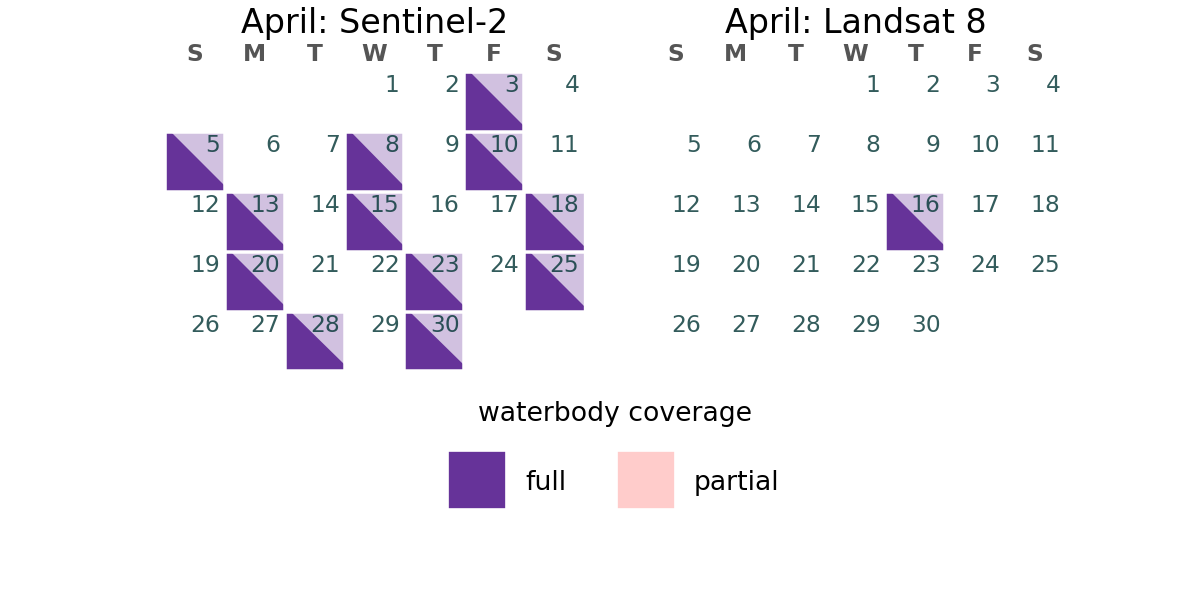 April: Sentinel-2
S M T W T F S
1 2 3 4
5 6 7 8 9 10 11
12 13 14 15 16 17 18
19 20 21 22 23 24 25
26 27 28 29 30
April: Landsat 8
S M T W T F S
1 2 3 4
5 6 7 8 9 10 11
12 13 14 15 16 17 18
19 20 21 22 23 24 25
26 27 28 29 30
waterbody coverage
full partial